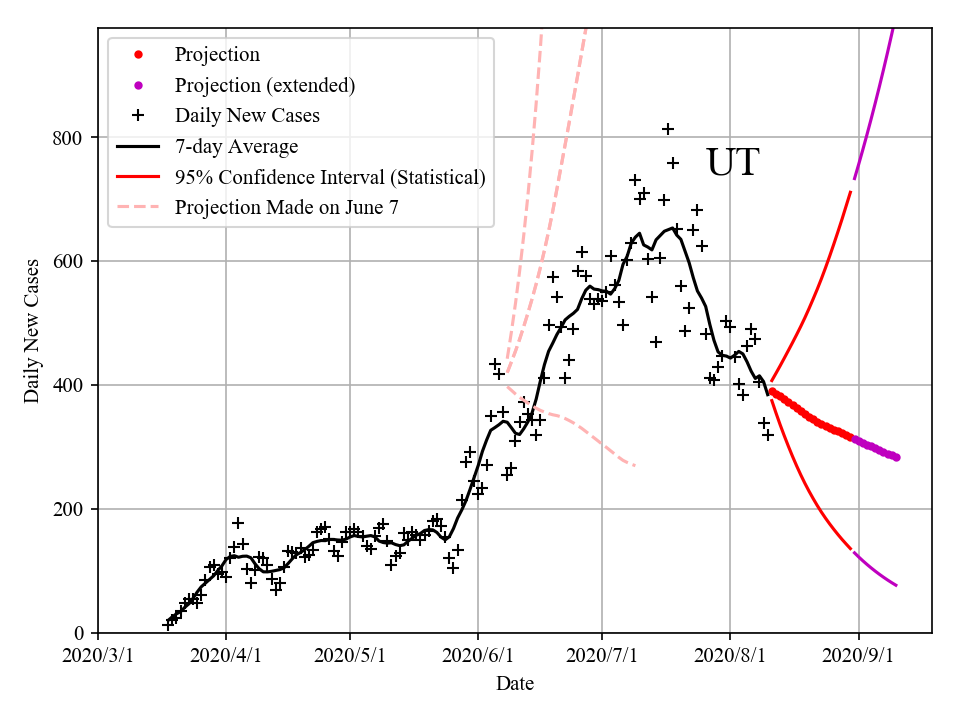 Projection
Projection (extended)
Daily New Cases
7-day Average
95% Confidence Interval (Statistical)
Projection Made on June 7
UT
800
600
400
200
0
Daily New Cases
2020/3/1 2020/4/1 2020/5/1 2020/6/1 2020/7/1 2020/8/1 2020/9/1
Date